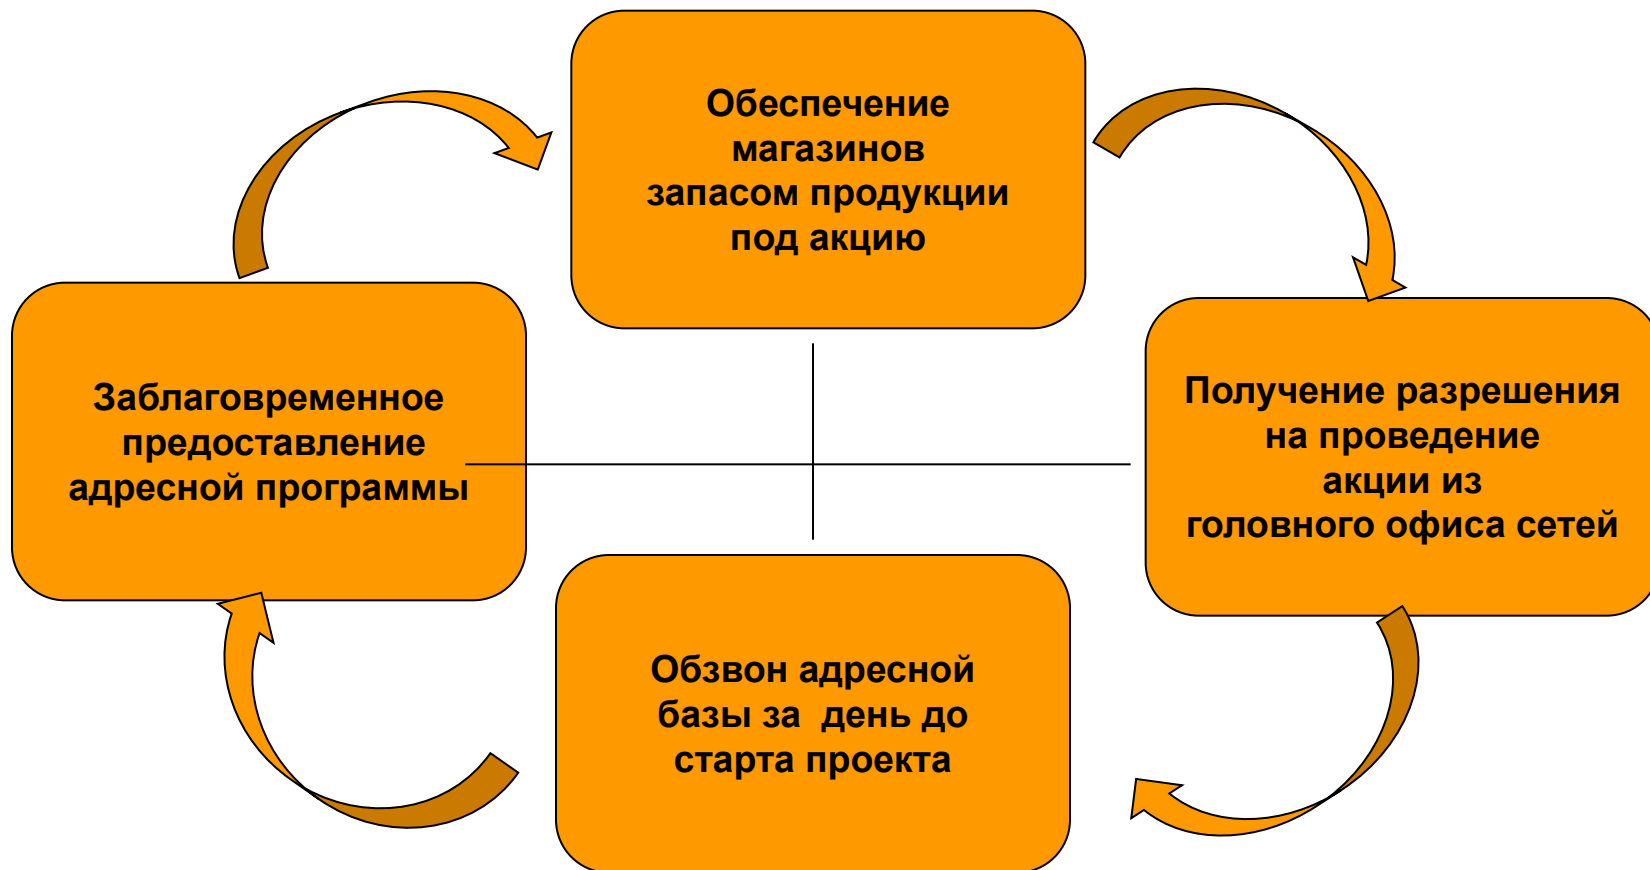 Обеспечение
магазинов
запасом продукции
под акцию
Заблаговременное
предоставление
адресной программы
Получение разрешения
на проведение
акции из
головного офиса сетей
Обзвон адресной
базы за  день до
старта проекта